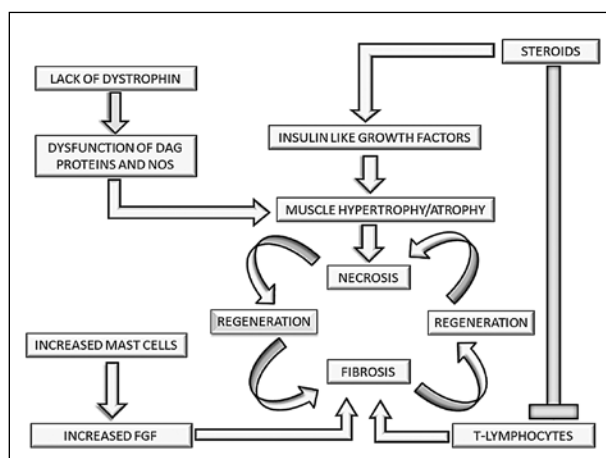 STEROIDS
LACK OF DYSTROPHIN
INSULIN LIKE GROWTH FACTORS
DYSFUNCTION OF DAG
PROTEINS AND NOS
MUSCLE HYPERTROPHY/ATROPHY
NECROSIS
REGENERATION
REGENERATION
INCREASED MAST CELLS
FIBROSIS
INCREASED FGF
T-LYMPHOCYTES